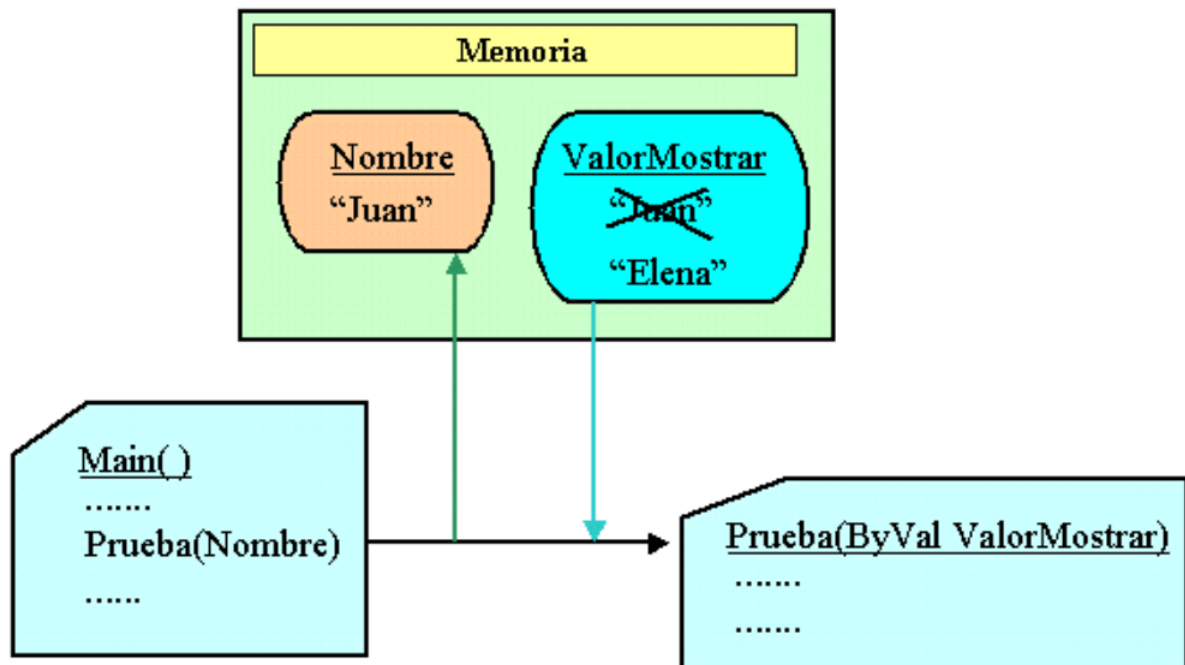 Memoria
Nombre
“Juan”
ValorMostrar
“Juan”
“Elena”
Main( )
.......
Prueba(Nombre)
......
Prueba(ByVal ValorMostrar)
.......
.......